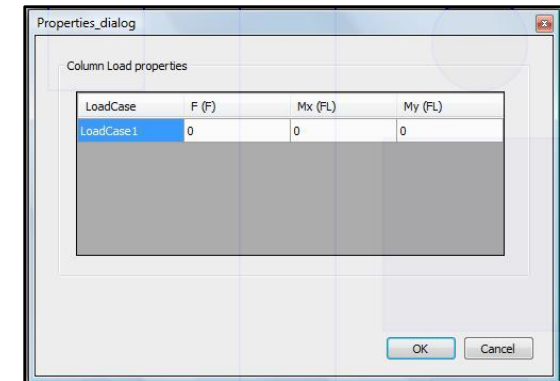 Properties_dialog
Column Load properties
LoadCase F (F) Mx (FL) My (FL)
LoadCase1 0 0 0
OK Cancel